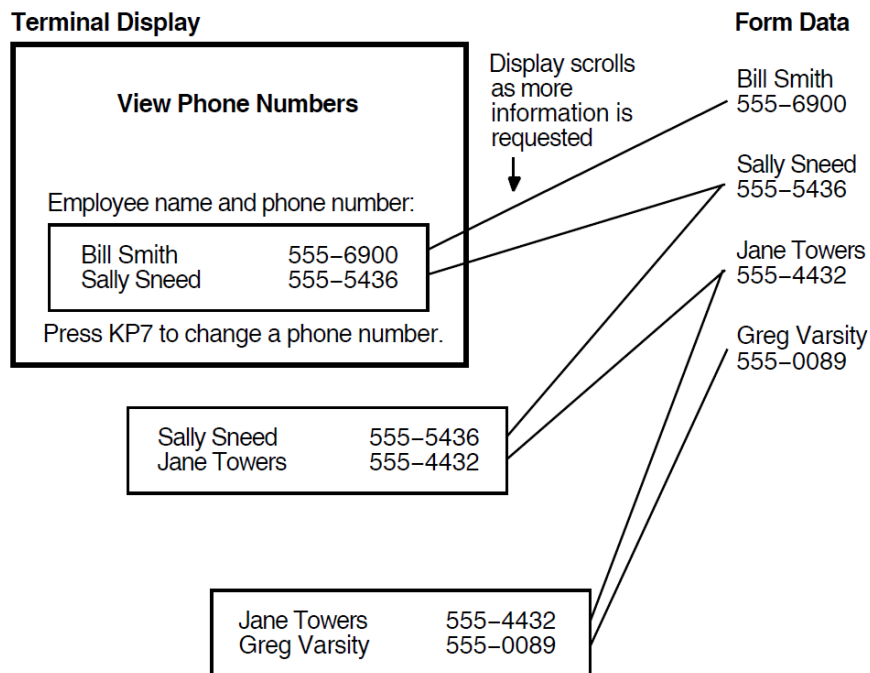 Terminal Display
View Phone Numbers
Employee name and phone number:
Bill Smith 555–6900
Sally Sneed 555–5436
Press KP7 to change a phone number.
Display scrolls
as more
information is
requested
Form Data
Bill Smith
555–6900
Sally Sneed
555–5436
Jane Towers
555–4432
Greg Varsity
555–0089
Sally Sneed 555–5436
Jane Towers 555–4432
Jane Towers 555–4432
Greg Varsity 555–0089